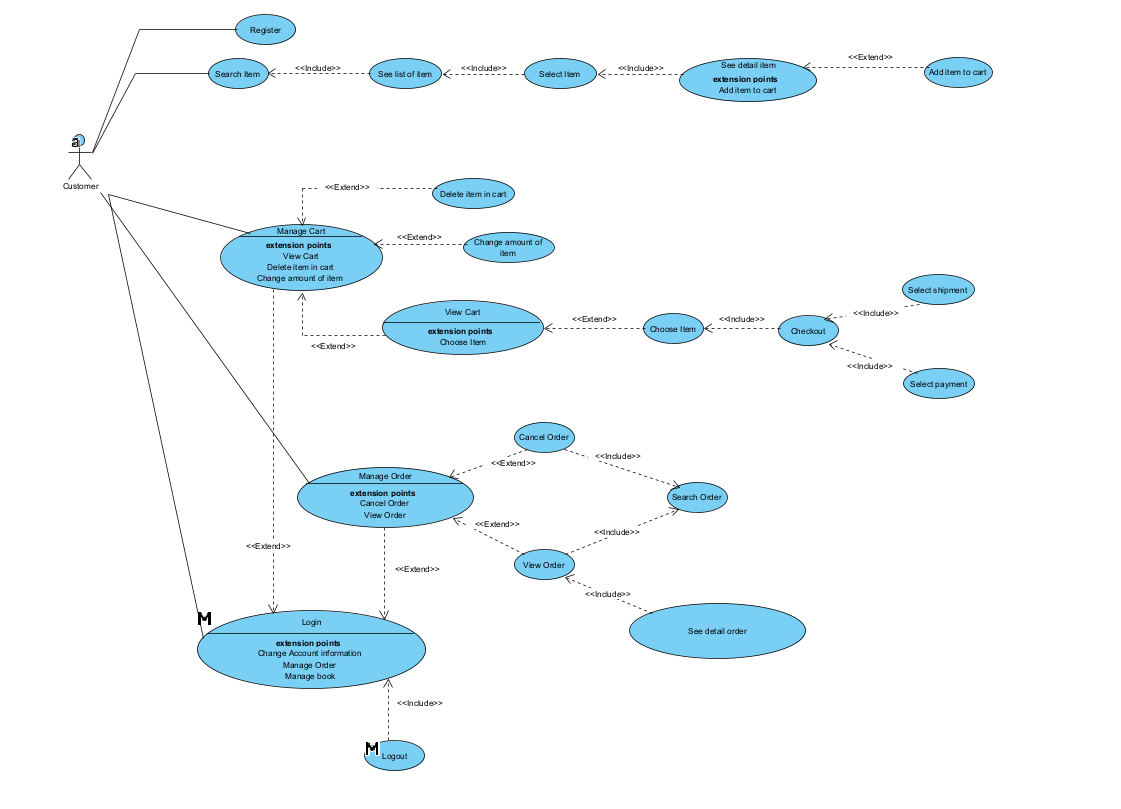 Register
Search Item
<<Include>>
See list of item
<<Include>>
Select Item
<<Include>>
See detail item
extension points
Add item to cart
<<Extend>>
Add item to cart
Customer
<<Extend>>
Delete item in cart
Manage Cart
extension points
View Cart
Delete item in cart
Change amount of item
<<Extend>>
Change amount of
item
<<Extend>>
View Cart
extension points
Choose Item
<<Extend>>
Choose Item
<<Include>>
Checkout
<<Include>>
Select shipment
<<Include>>
Select payment
Cancel Order
<<Extend>>
<<Include>>
Manage Order
extension points
Cancel Order
View Order
Search Order
<<Extend>>
<<Include>>
View Order
<<Include>>
See detail order
<<Extend>>
<<Extend>>
M
Login
extension points
Change Account information
Manage Order
Manage book
<<Include>>
M
Logout